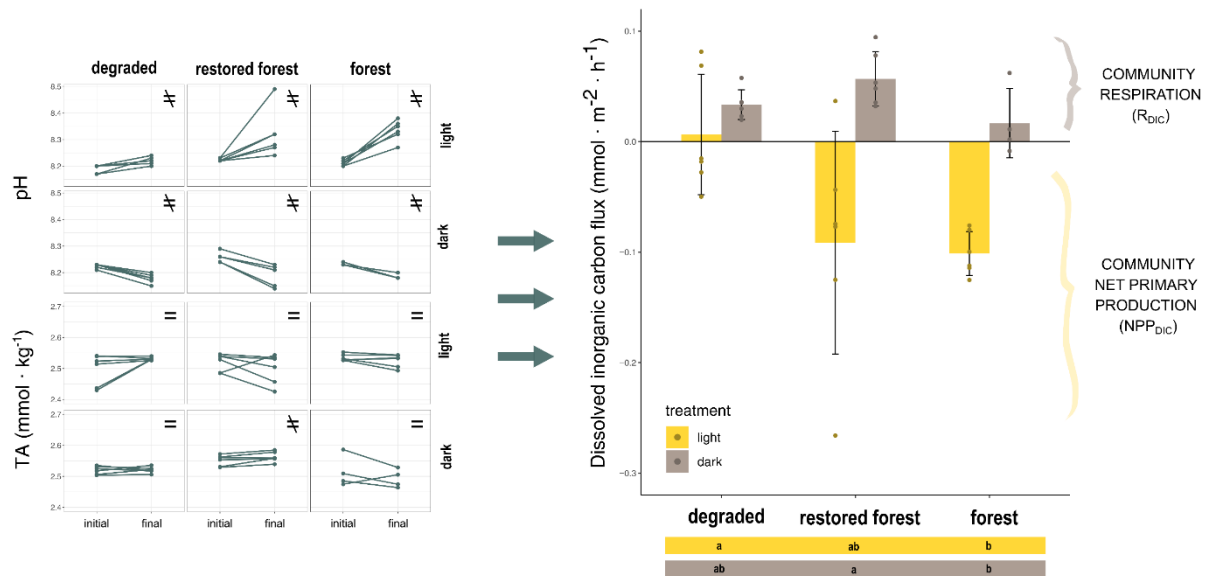 degraded restored forest forest
pH
8.5
8.4
8.3
8.2
≠ ≠ ≠
light
8.5
8.4
8.3
8.2
≠ ≠ ≠
dark
TA (mmol · kg⁻¹)
2.7
2.6
2.5
2.4
= = =
light
2.7
2.6
2.5
2.4
= ≠ =
dark
initial final initial final initial final
Dissolved inorganic carbon flux (mmol · m⁻² · h⁻¹)
0.1
0.0
−0.1
−0.2
−0.3
treatment
light
dark
degraded restored forest forest
a ab b
ab a b
COMMUNITY
RESPIRATION
(R_DIC)
COMMUNITY
NET PRIMARY
PRODUCTION
(NPP_DIC)